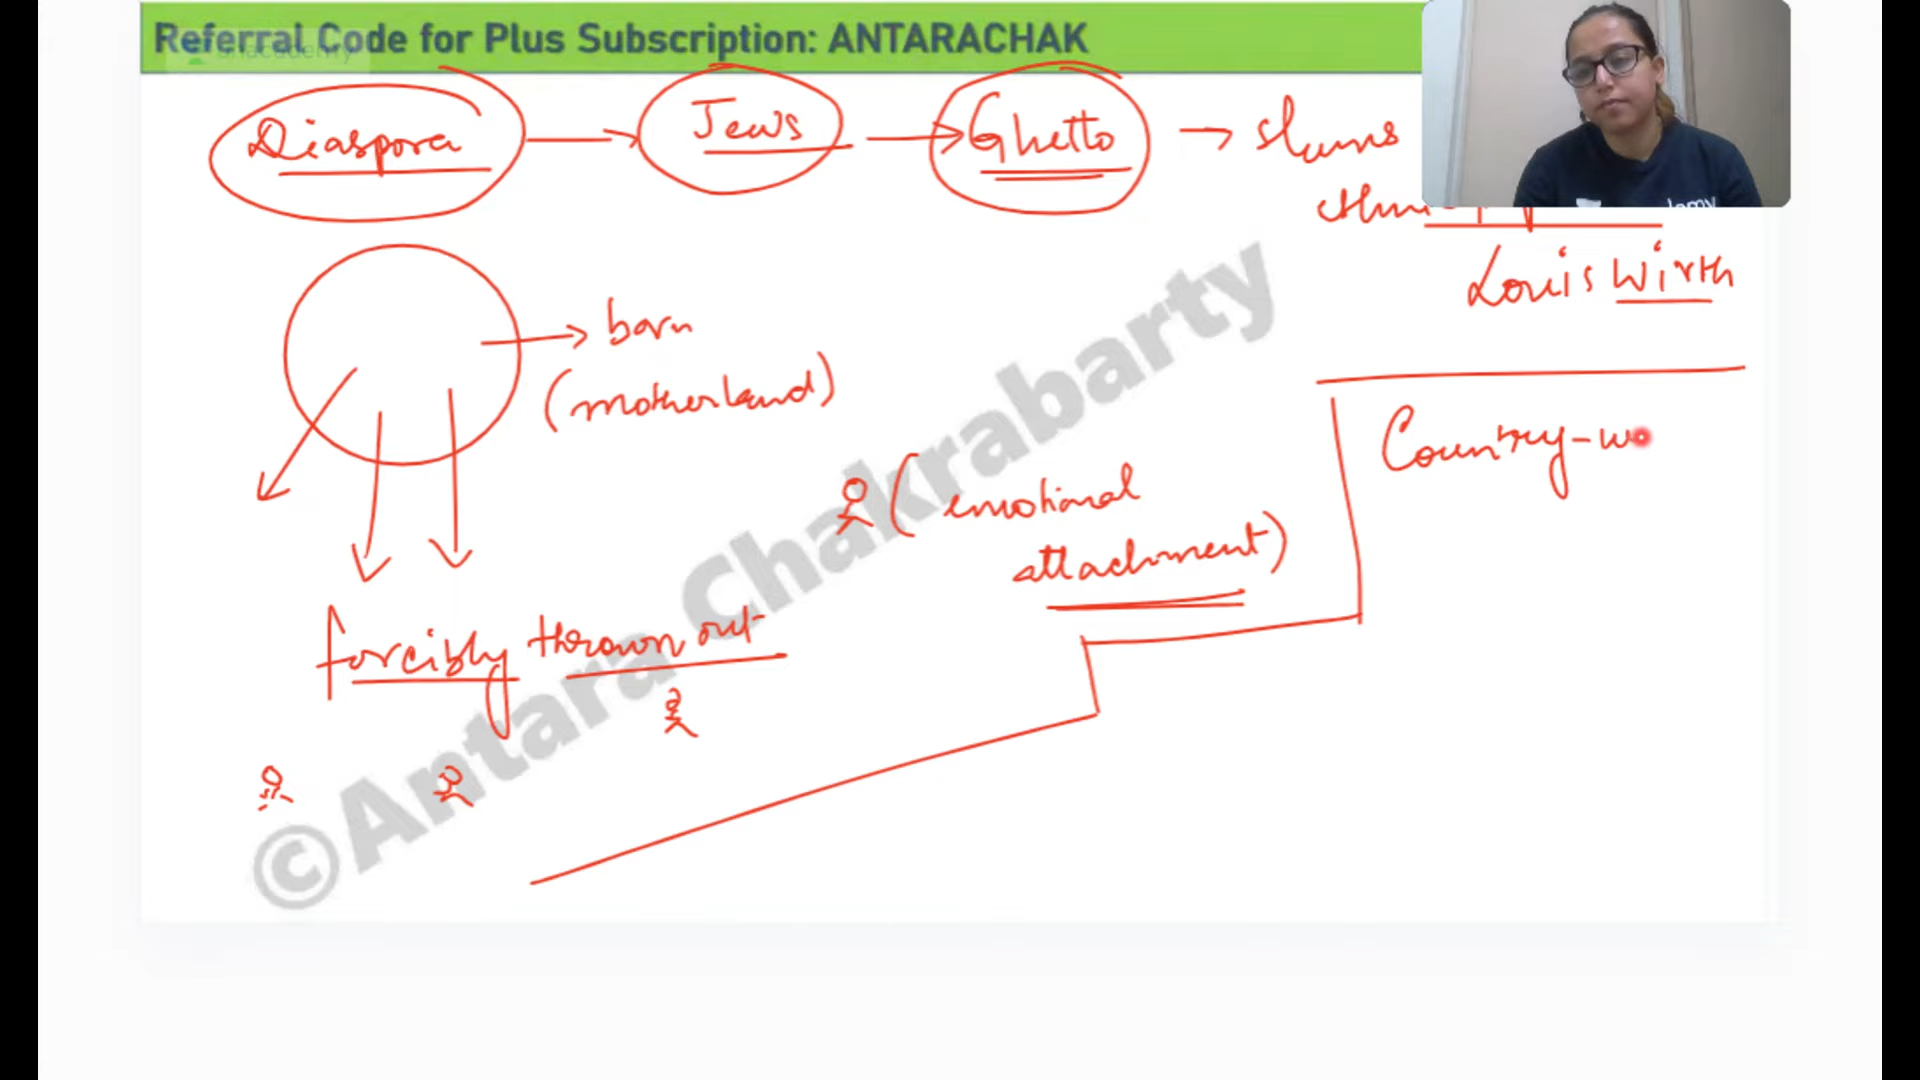 Referral Code for Plus Subscription: ANTARACHAK
unacademy
Diaspora → Jews → Ghetto → slums
Louis Wirth
born
(motherland)
Country-w
(emotional
attachment)
forcibly thrown out
©Antara Chakrabarty